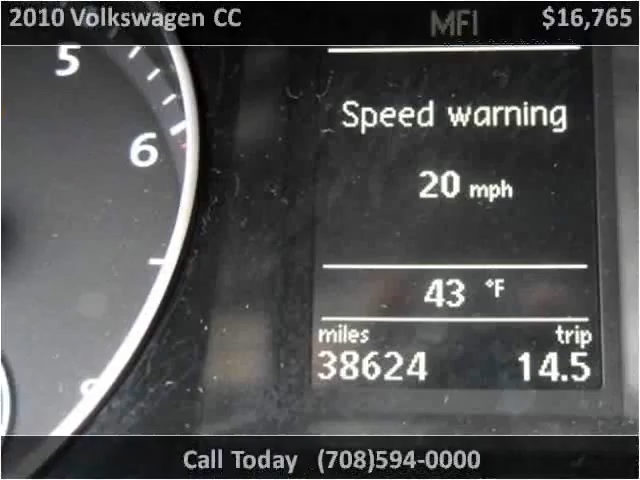 2010 Volkswagen CC
$16,765
MFI
5
Speed warning
6
20 mph
43 °F
miles trip
38624 14.5
8
Call Today (708)594-0000